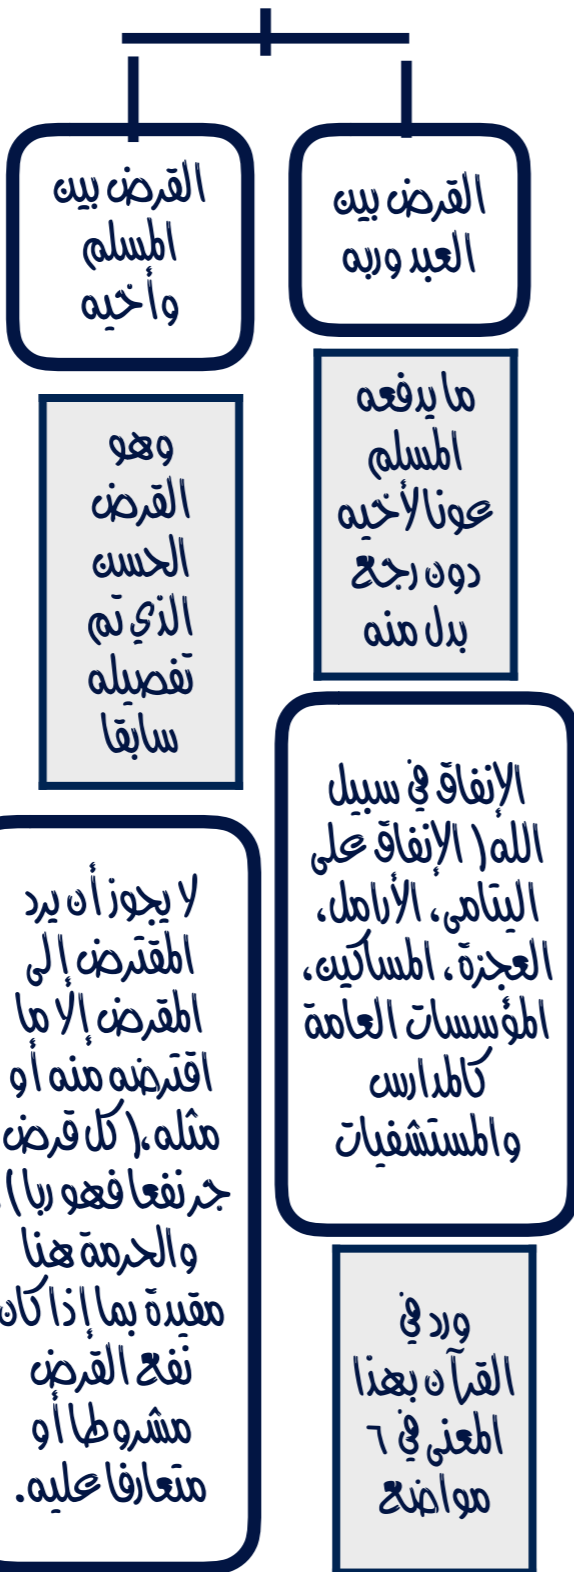 القرض بين
العبد وربه
ما يدفعه
المسلم
عونا لأخيه
دون رجع
بدل منه
الإنفاق في سبيل
الله( الإنفاق على
اليتامى، الأرامل،
العجزة، المساكين،
المؤسسات العامة
كالمدارس
والمستشفيات
ورد في
القرآن بهذا
المعنى في ٦
مواضع
القرض بين
المسلم
وأخيه
وهو
القرض
الحسن
الذي تم
تفصيله
سابقا
لا يجوز أن يرد
المقترض إلى
المقرض إلا ما
اقترضه منه أو
مثله،( كل قرض
جر نفعا فهو ربا).
والحرمة هنا
مقيدة بما إذا كان
نفع القرض
مشروطا أو
متعارفا عليه.